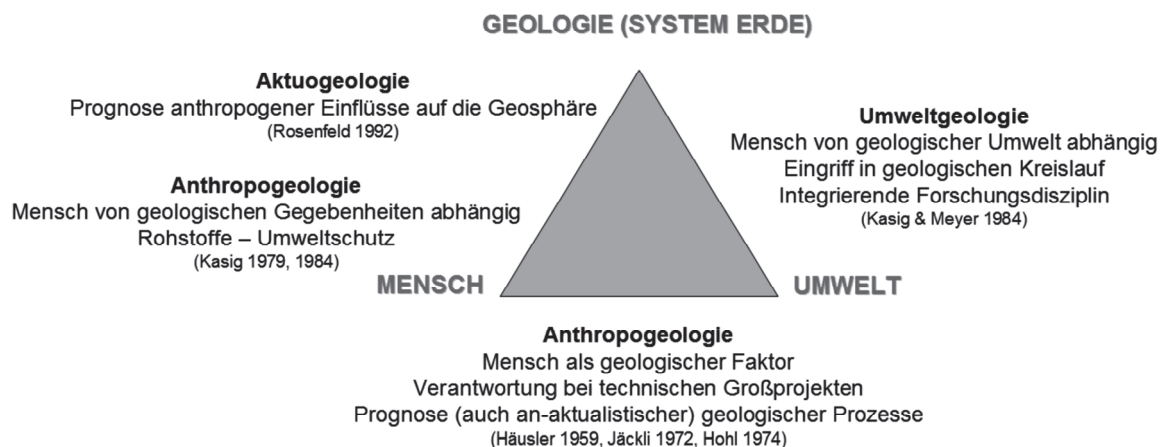 GEOLOGIE (SYSTEM ERDE)
Aktuogeologie
Prognose anthropogener Einflüsse auf die Geosphäre
(Rosenfeld 1992)
Anthropogeologie
Mensch von geologischen Gegebenheiten abhängig
Rohstoffe – Umweltschutz
(Kasig 1979, 1984)
Umweltgeologie
Mensch von geologischer Umwelt abhängig
Eingriff in geologischen Kreislauf
Integrierende Forschungsdisziplin
(Kasig & Meyer 1984)
MENSCH
UMWELT
Anthropogeologie
Mensch als geologischer Faktor
Verantwortung bei technischen Großprojekten
Prognose (auch an-aktualistischer) geologischer Prozesse
(Häusler 1959, Jäckli 1972, Hohl 1974)